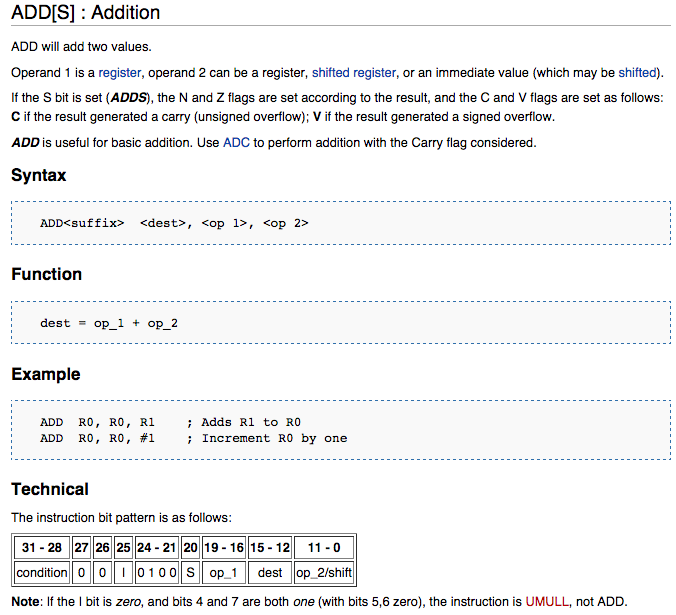 ADD[S] : Addition
ADD will add two values.
Operand 1 is a register, operand 2 can be a register, shifted register, or an immediate value (which may be shifted).
If the S bit is set (ADDS), the N and Z flags are set according to the result, and the C and V flags are set as follows:
C if the result generated a carry (unsigned overflow); V if the result generated a signed overflow.
ADD is useful for basic addition. Use ADC to perform addition with the Carry flag considered.
Syntax
ADD<suffix>  <dest>, <op 1>, <op 2>
Function
dest = op_1 + op_2
Example
ADD  R0, R0, R1    ; Adds R1 to R0
ADD  R0, R0, #1    ; Increment R0 by one
Technical
The instruction bit pattern is as follows:
31 - 28 27 26 25 24 - 21 20 19 - 16 15 - 12 11 - 0
condition 0 0 I 0 1 0 0 S op_1 dest op_2/shift
Note: If the I bit is zero, and bits 4 and 7 are both one (with bits 5,6 zero), the instruction is UMULL, not ADD.